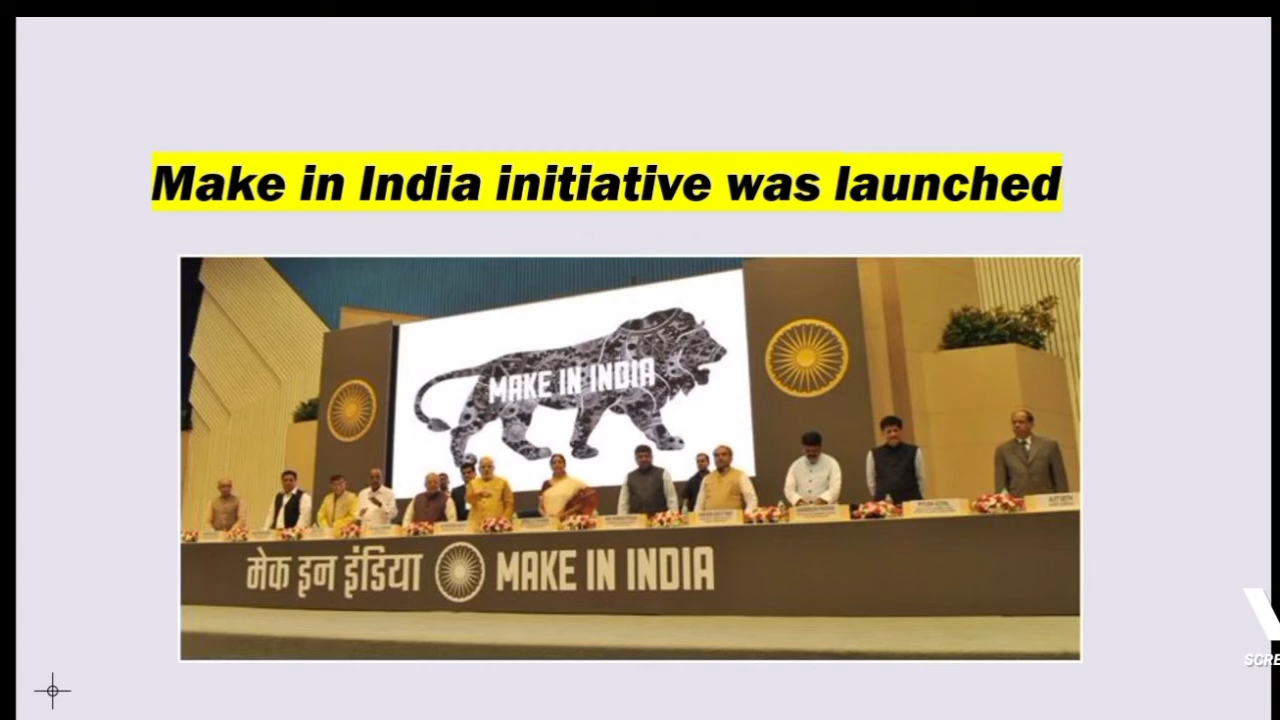 Make in India initiative was launched
MAKE IN INDIA
मेक इन इंडिया MAKE IN INDIA